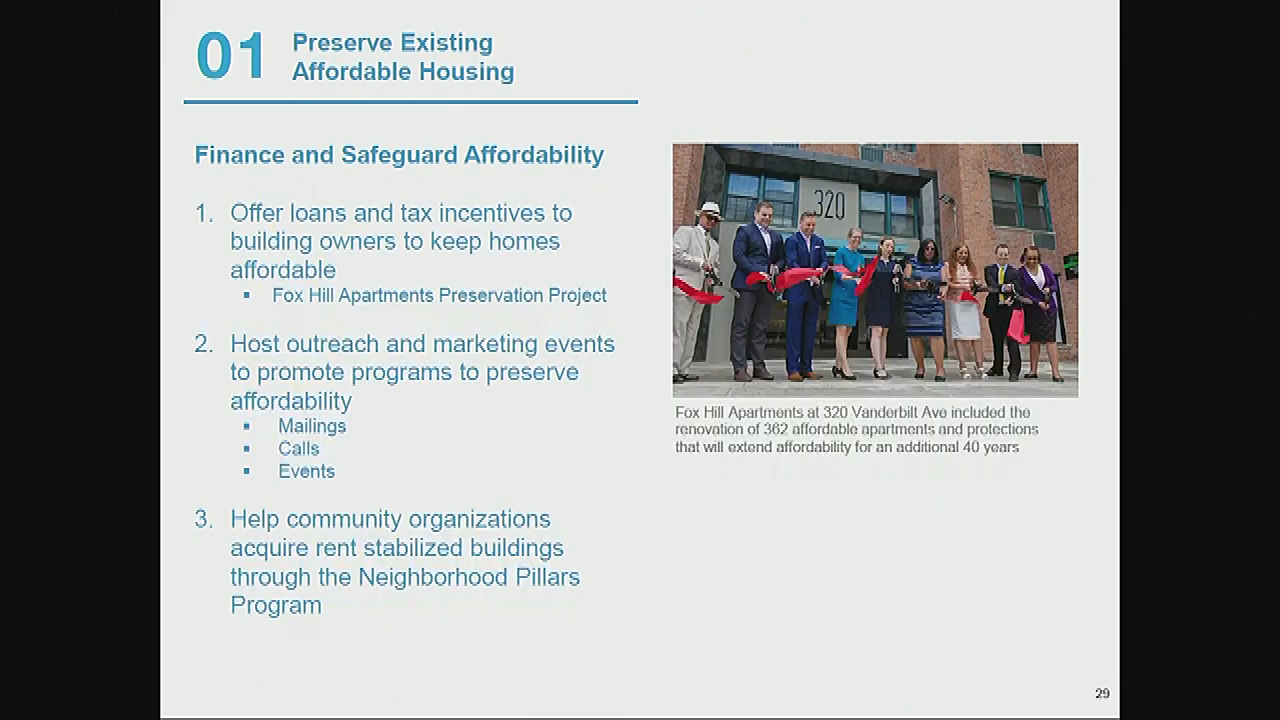 01
Preserve Existing
Affordable Housing
Finance and Safeguard Affordability
1. Offer loans and tax incentives to
building owners to keep homes
affordable
▪ Fox Hill Apartments Preservation Project
2. Host outreach and marketing events
to promote programs to preserve
affordability
▪ Mailings
▪ Calls
▪ Events
3. Help community organizations
acquire rent stabilized buildings
through the Neighborhood Pillars
Program
320
Fox Hill Apartments at 320 Vanderbilt Ave included the
renovation of 362 affordable apartments and protections
that will extend affordability for an additional 40 years
29